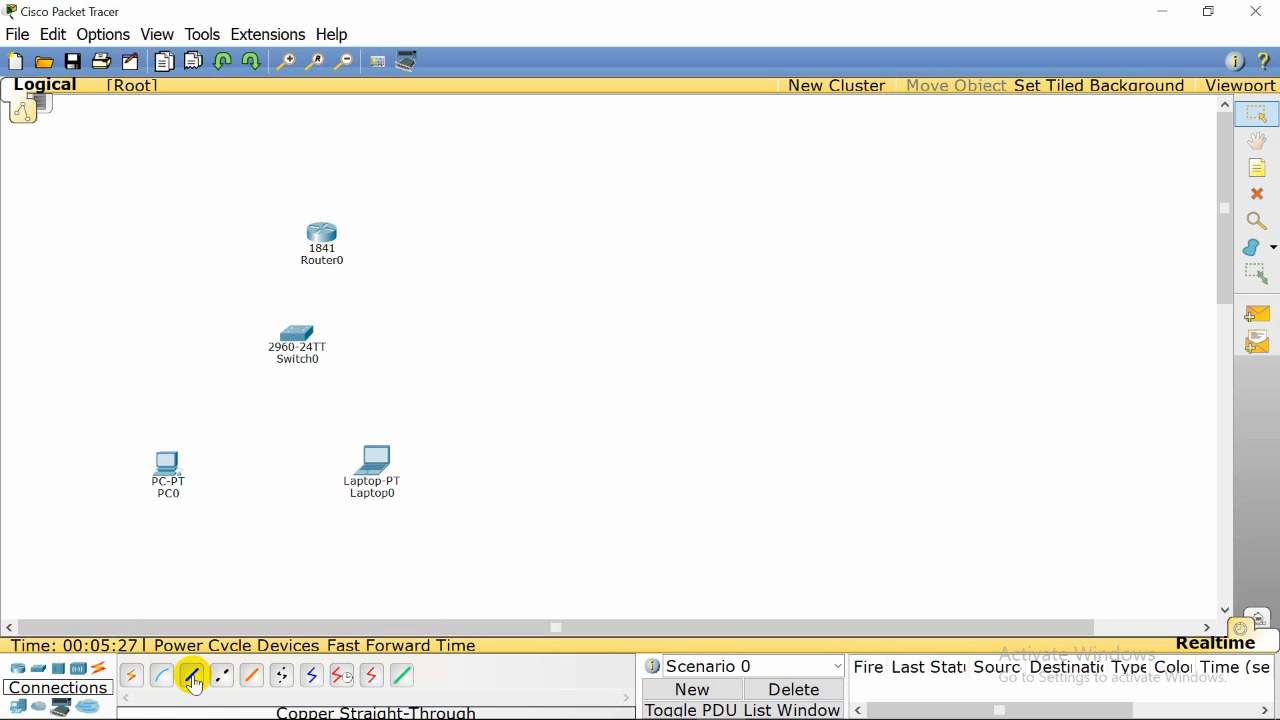 Cisco Packet Tracer
File Edit Options View Tools Extensions Help
Logical [Root] New Cluster Move Object Set Tiled Background Viewport
1841
Router0
2960-24TT
Switch0
PC-PT
PC0
Laptop-PT
Laptop0
Time: 00:05:27 Power Cycle Devices Fast Forward Time
Realtime
Activate Windows
Go to Settings to activate Windows.
Scenario 0
Fire Last Statu Sourc Destinatic Type Color Time (se
Connections
New Delete
Copper Straight-Through
Toggle PDU List Window